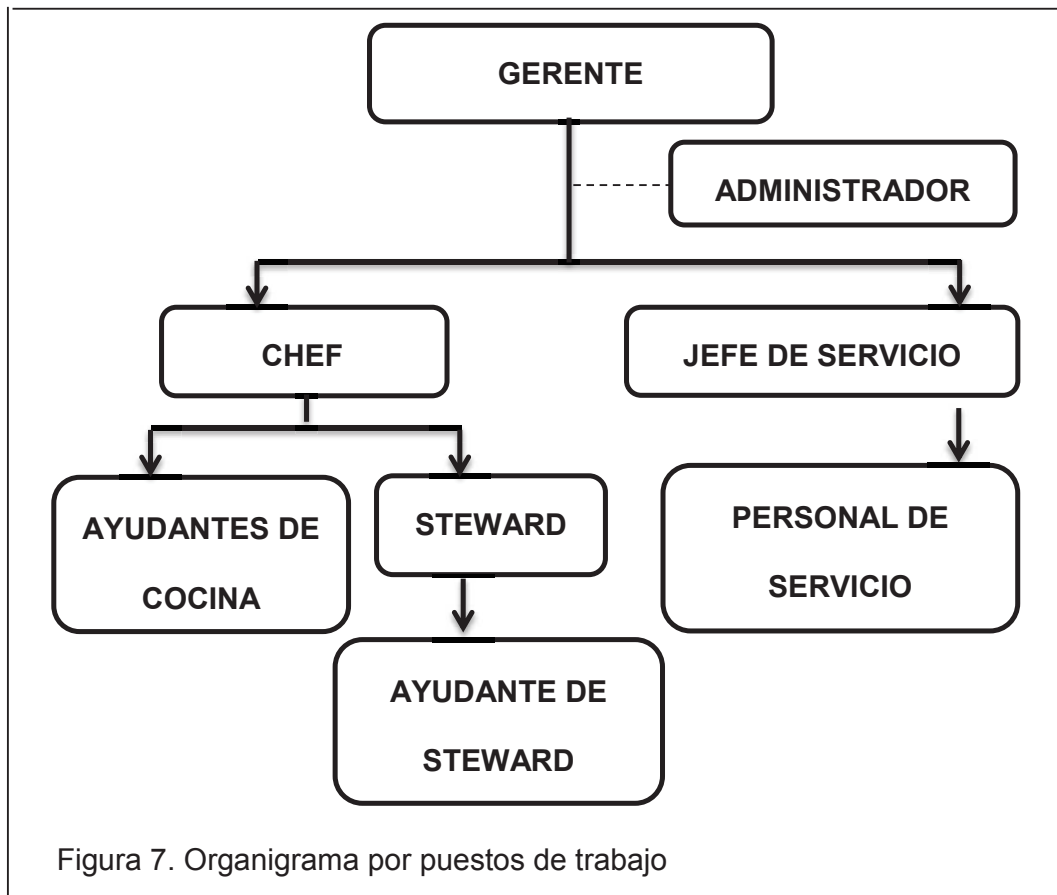 GERENTE
ADMINISTRADOR
CHEF
JEFE DE SERVICIO
AYUDANTES DE
COCINA
STEWARD
PERSONAL DE
SERVICIO
AYUDANTE DE
STEWARD
Figura 7. Organigrama por puestos de trabajo